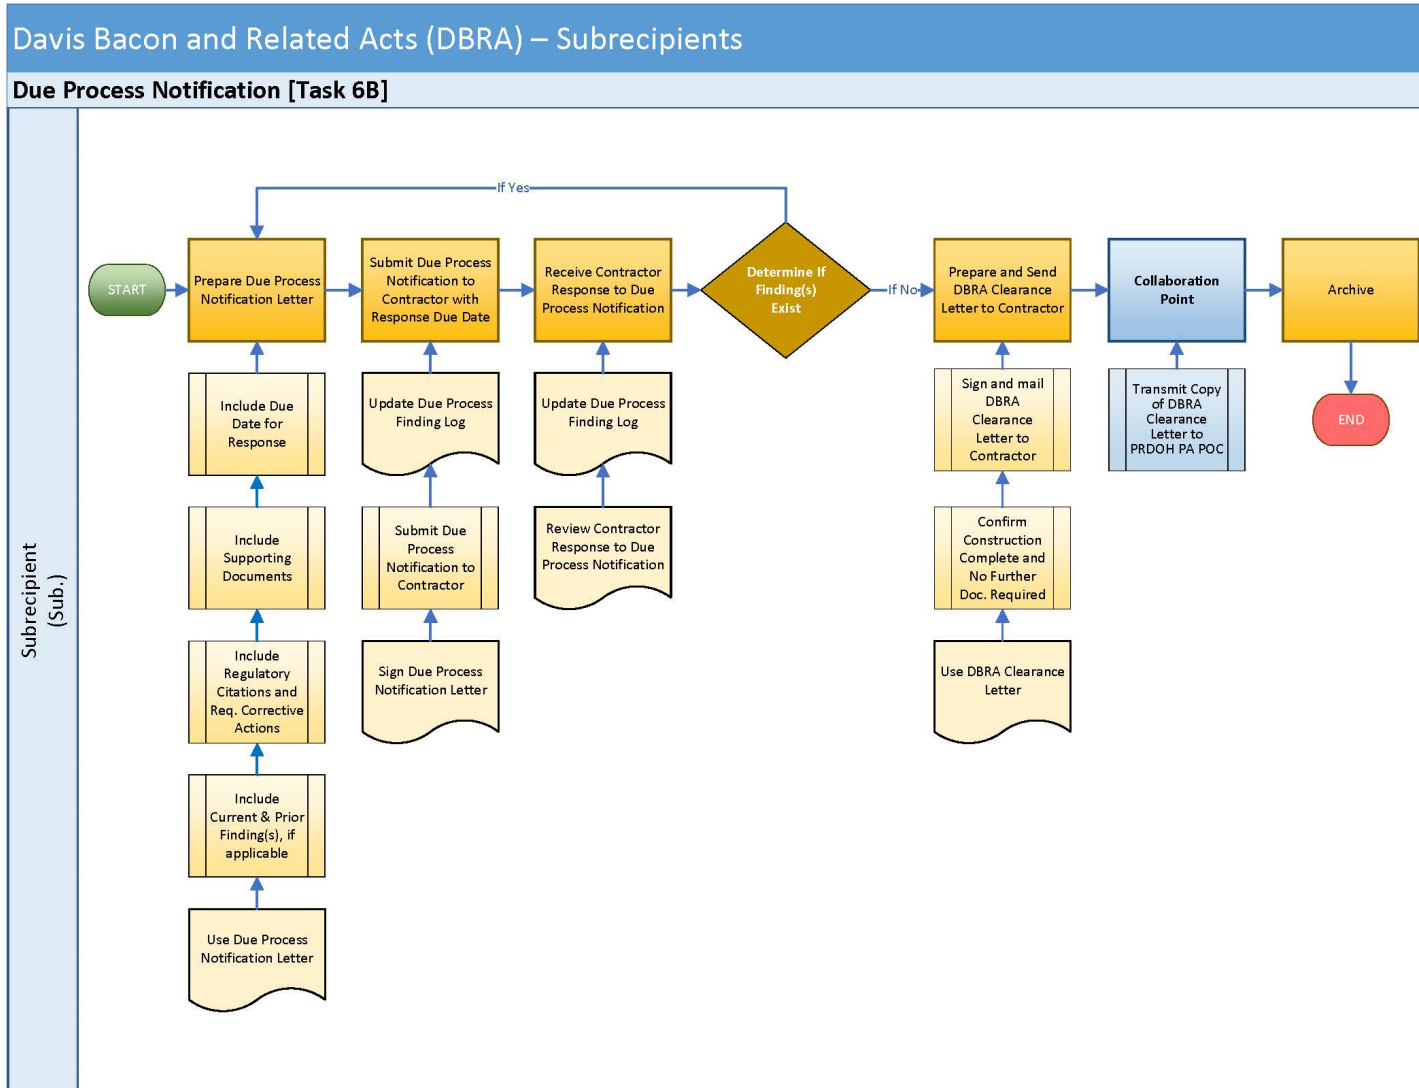 Davis Bacon and Related Acts (DBRA) – Subrecipients
Due Process Notification [Task 6B]
Subrecipient
(Sub.)
If Yes
START
Prepare Due Process
Notification Letter
Submit Due Process
Notification to
Contractor with
Response Due Date
Receive Contractor
Response to Due
Process Notification
Determine If
Finding(s)
Exist
If No
Prepare and Send
DBRA Clearance
Letter to Contractor
Collaboration
Point
Archive
Include Due
Date for
Response
Update Due Process
Finding Log
Update Due Process
Finding Log
Sign and mail
DBRA
Clearance
Letter to
Contractor
Transmit Copy
of DBRA
Clearance
Letter to
PRDOH PA POC
END
Include
Supporting
Documents
Submit Due
Process
Notification to
Contractor
Review Contractor
Response to Due
Process Notification
Confirm
Construction
Complete and
No Further
Doc. Required
Include
Regulatory
Citations and
Req. Corrective
Actions
Sign Due Process
Notification Letter
Use DBRA Clearance
Letter
Include
Current & Prior
Finding(s), if
applicable
Use Due Process
Notification Letter